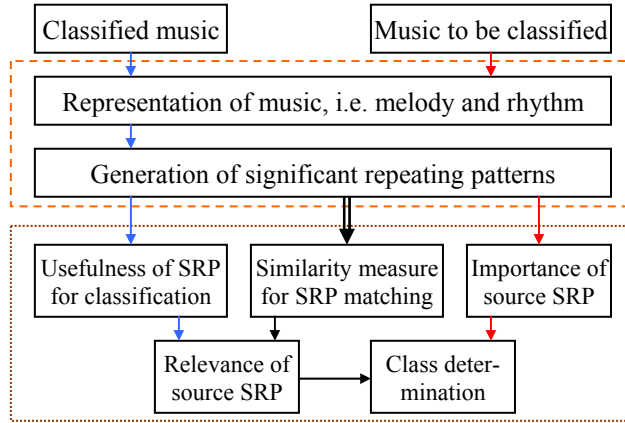 Classified music
Music to be classified
Representation of music, i.e. melody and rhythm
Generation of significant repeating patterns
Usefulness of SRP
for classification
Similarity measure
for SRP matching
Importance of
source SRP
Relevance of
source SRP
Class deter-
mination